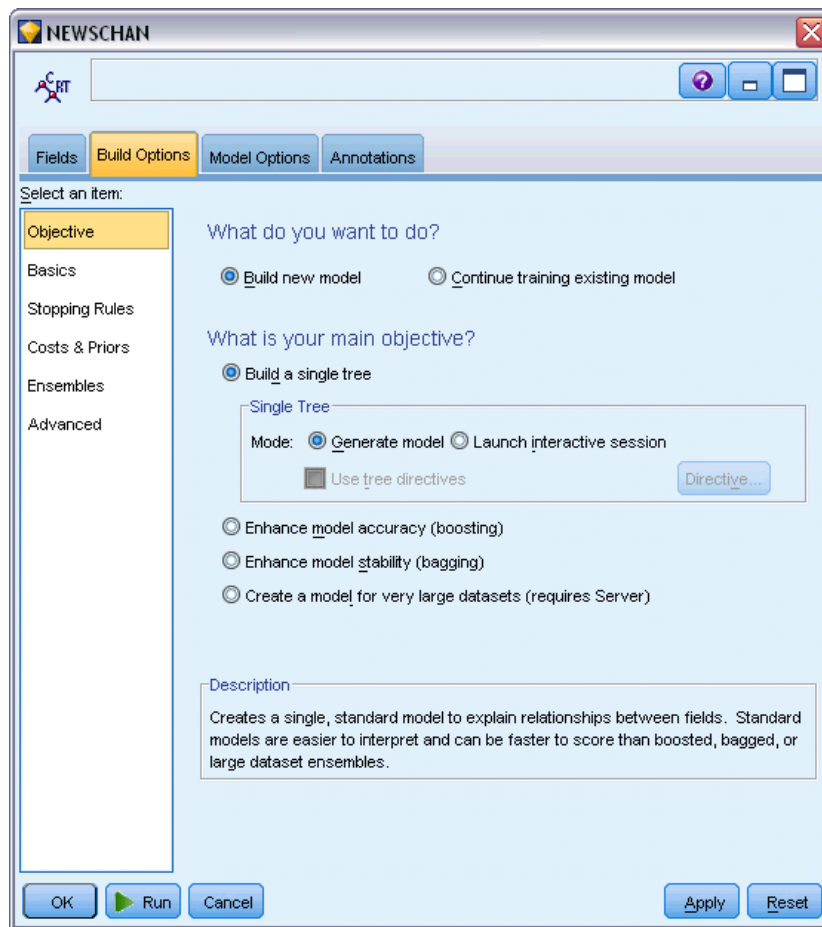 NEWSCHAN
C RT
Fields Build Options Model Options Annotations
Select an item:
Objective
Basics
Stopping Rules
Costs & Priors
Ensembles
Advanced
What do you want to do?
Build new model Continue training existing model
What is your main objective?
Build a single tree
Single Tree
Mode: Generate model Launch interactive session
Use tree directives Directive...
Enhance model accuracy (boosting)
Enhance model stability (bagging)
Create a model for very large datasets (requires Server)
Description
Creates a single, standard model to explain relationships between fields. Standard
models are easier to interpret and can be faster to score than boosted, bagged, or
large dataset ensembles.
OK Run Cancel Apply Reset